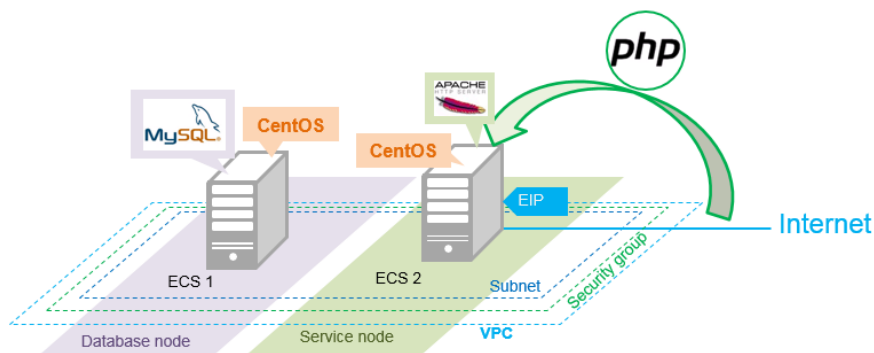 php
APACHE
HTTP SERVER
MySQL®
CentOS
CentOS
EIP
Internet
ECS 1
ECS 2
Subnet
Security group
VPC
Database node
Service node